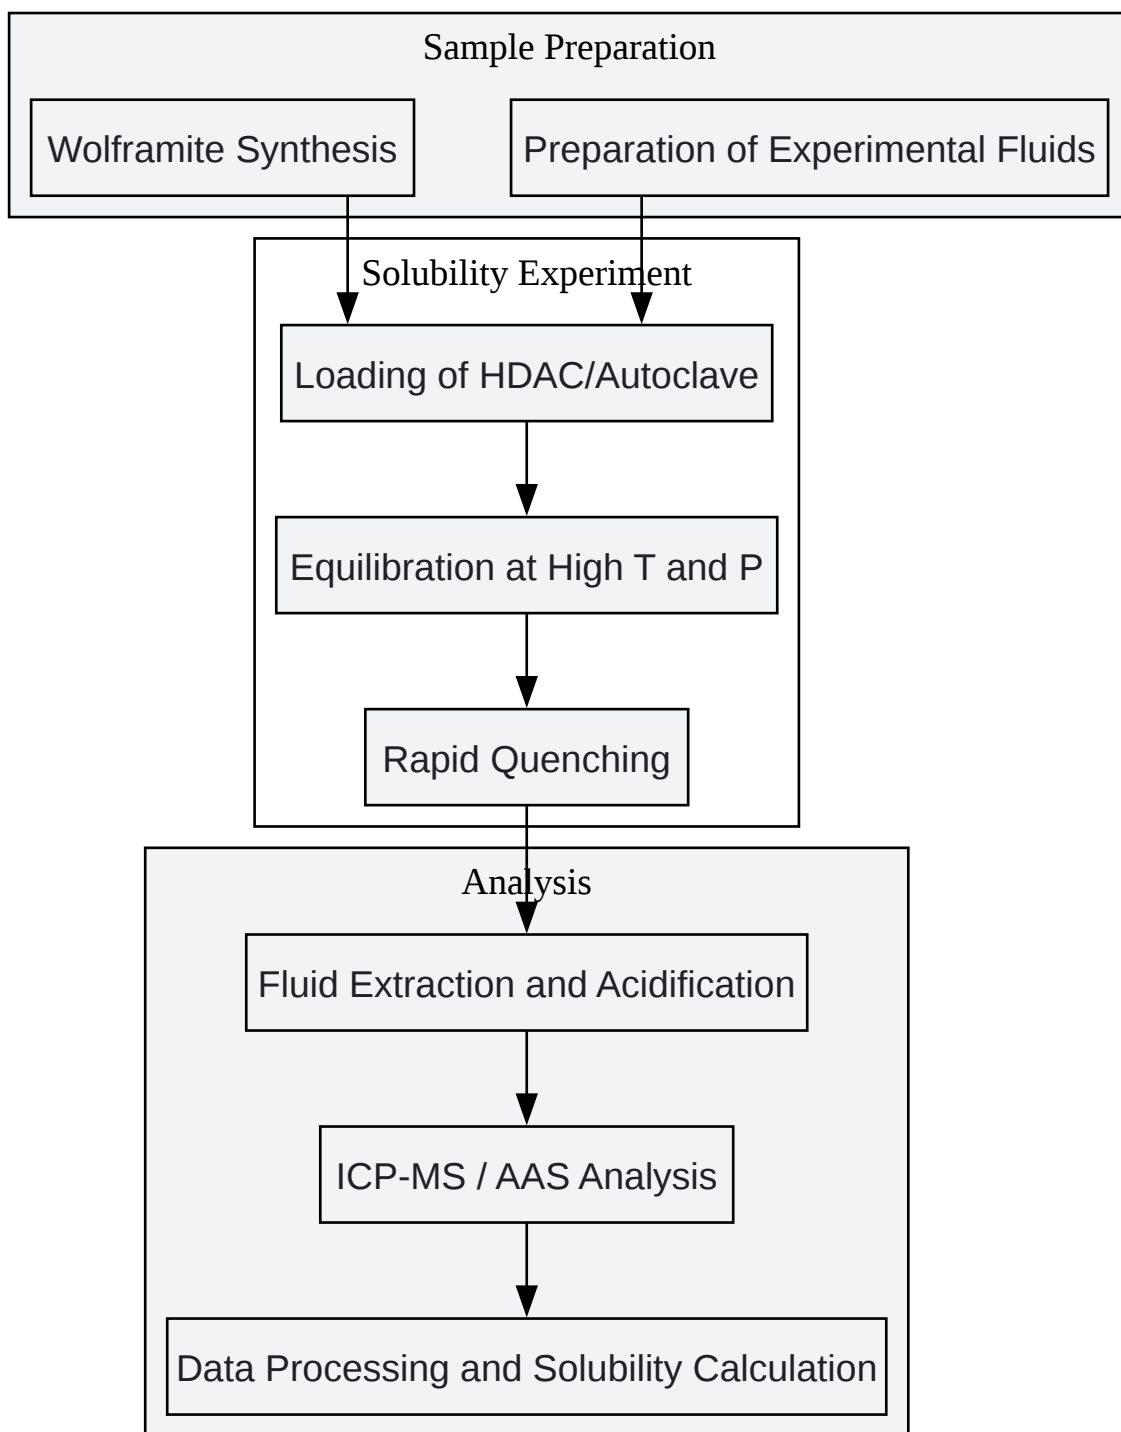 Sample Preparation
Wolframite Synthesis
Preparation of Experimental Fluids
Solubility Experiment
Loading of HDAC/Autoclave
Equilibration at High T and P
Rapid Quenching
Analysis
Fluid Extraction and Acidification
ICP-MS / AAS Analysis
Data Processing and Solubility Calculation